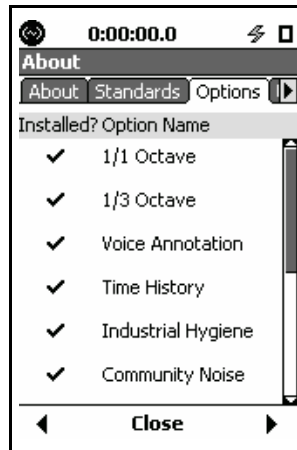 0:00:00.0
About
About Standards Options
Installed? Option Name
1/1 Octave
1/3 Octave
Voice Annotation
Time History
Industrial Hygiene
Community Noise
Close